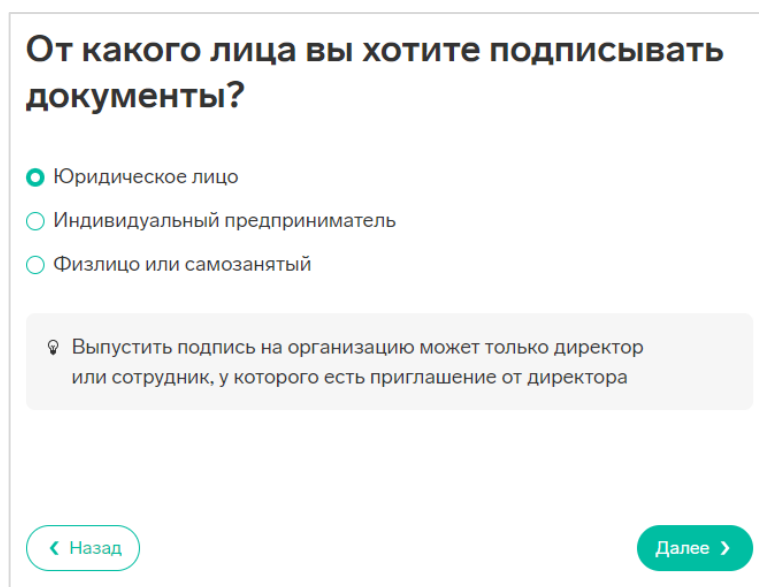 От какого лица вы хотите подписывать
документы?
Юридическое лицо
Индивидуальный предприниматель
Физлицо или самозанятый
Выпустить подпись на организацию может только директор
или сотрудник, у которого есть приглашение от директора
Назад
Далее